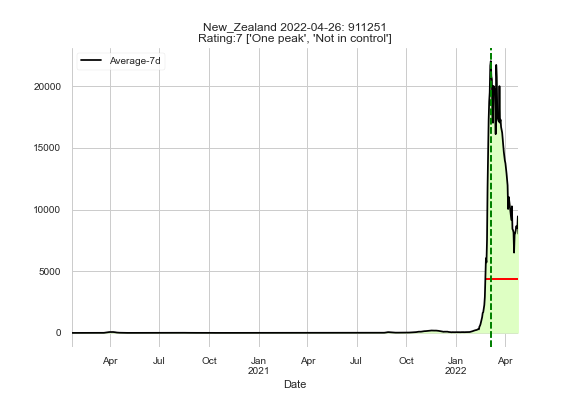 New_Zealand 2022-04-26: 911251
Rating:7 ['One peak', 'Not in control']
Average-7d
20000
15000
10000
5000
0
Apr Jul Oct Jan Apr Jul Oct Jan Apr
2021 2022
Date